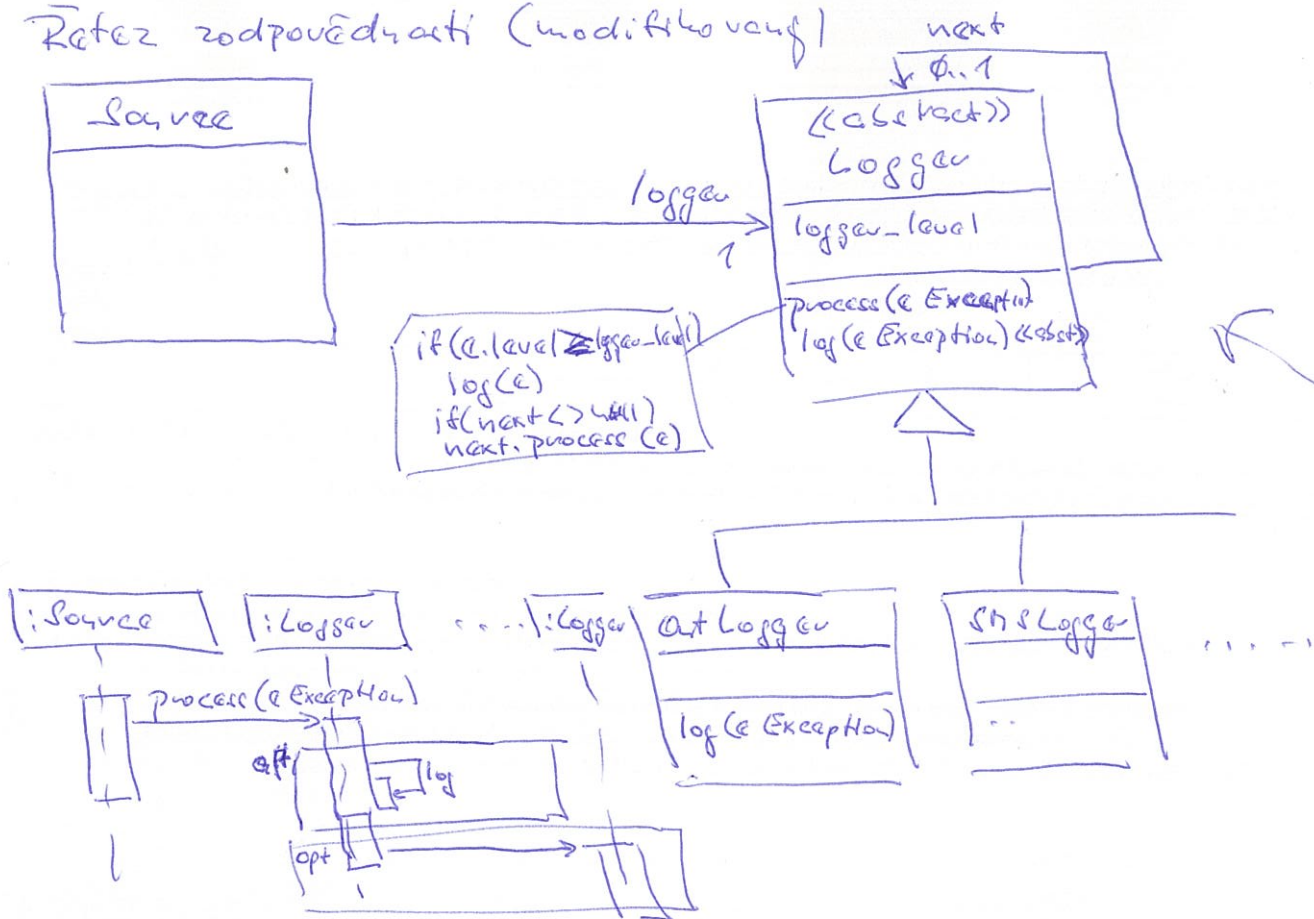 Řetěz zodpovědnosti (modifikovaný)
next
0..1
Source
<<abstract>>
Logger
logger
1
logger_level
process(e Exception)
log(e Exception) <<abst>>
if(e.level ≥ logger_level)
log(e)
if(next <> null)
next.process(e)
:Source
:Logger
....
:Logger
OutLogger
SMSLogger
.....
process(e Exception)
log(e Exception)
..
opt
log
opt